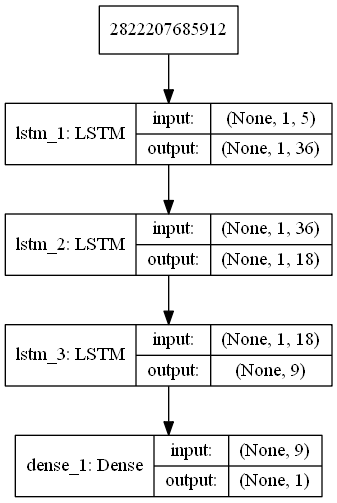 2822207685912
lstm_1: LSTM
input: (None, 1, 5)
output: (None, 1, 36)
lstm_2: LSTM
input: (None, 1, 36)
output: (None, 1, 18)
lstm_3: LSTM
input: (None, 1, 18)
output: (None, 9)
dense_1: Dense
input: (None, 9)
output: (None, 1)